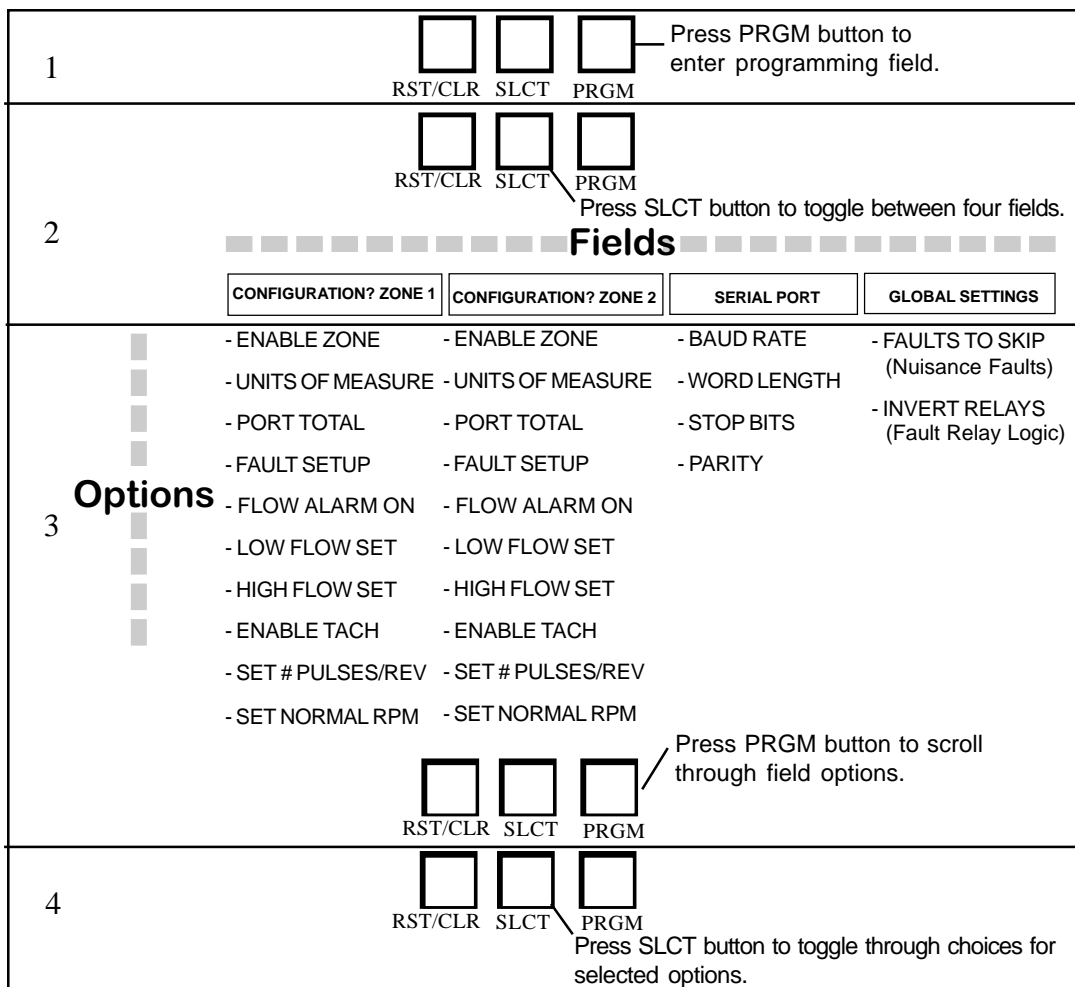 1
Press PRGM button to
enter programming field.
RST/CLR SLCT PRGM
2
RST/CLR SLCT PRGM
Press SLCT button to toggle between four fields.
Fields
CONFIGURATION? ZONE 1 CONFIGURATION? ZONE 2 SERIAL PORT GLOBAL SETTINGS
3
Options
- ENABLE ZONE
- UNITS OF MEASURE
- PORT TOTAL
- FAULT SETUP
- FLOW ALARM ON
- LOW FLOW SET
- HIGH FLOW SET
- ENABLE TACH
- SET # PULSES/REV
- SET NORMAL RPM
- ENABLE ZONE
- UNITS OF MEASURE
- PORT TOTAL
- FAULT SETUP
- FLOW ALARM ON
- LOW FLOW SET
- HIGH FLOW SET
- ENABLE TACH
- SET # PULSES/REV
- SET NORMAL RPM
- BAUD RATE
- WORD LENGTH
- STOP BITS
- PARITY
- FAULTS TO SKIP
(Nuisance Faults)
- INVERT RELAYS
(Fault Relay Logic)
Press PRGM button to scroll
through field options.
RST/CLR SLCT PRGM
4
RST/CLR SLCT PRGM
Press SLCT button to toggle through choices for
selected options.